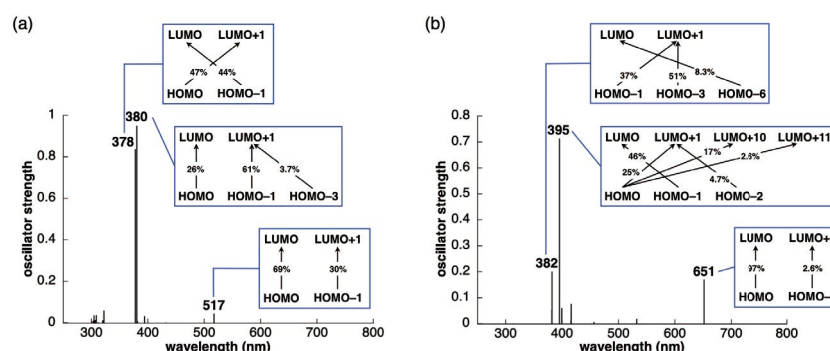 (a)
LUMO LUMO+1
47% 44%
HOMO HOMO–1
380
378
LUMO LUMO+1
26% 61% 3.7%
HOMO HOMO–1 HOMO–3
LUMO LUMO+1
69% 30%
HOMO HOMO–1
517
1
0.8
0.6
0.4
0.2
0
oscillator strength
300 400 500 600 700 800
wavelength (nm)
(b)
LUMO LUMO+1
37% 51% 8.3%
HOMO–1 HOMO–3 HOMO–6
395
LUMO LUMO+1 LUMO+10 LUMO+11
46% 17% 2.8%
25% 4.7%
HOMO HOMO–1 HOMO–2
382
LUMO LUMO+
97% 2.6%
HOMO HOMO–
651
0.8
0.7
0.6
0.5
0.4
0.3
0.2
0.1
0
oscillator strength
300 400 500 600 700 800
wavelength (nm)